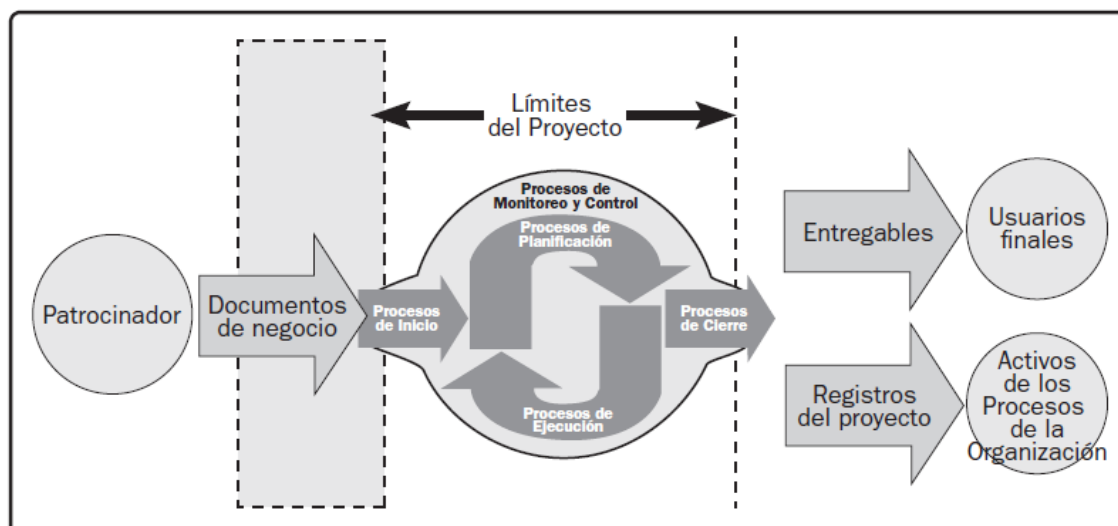 Límites
del Proyecto
Procesos de
Monitoreo y Control
Procesos de
Planificación
Patrocinador
Documentos
de negocio
Procesos
de Inicio
Procesos
de Cierre
Procesos de
Ejecución
Entregables
Usuarios
finales
Registros
del proyecto
Activos
de los
Procesos
de la
Organización